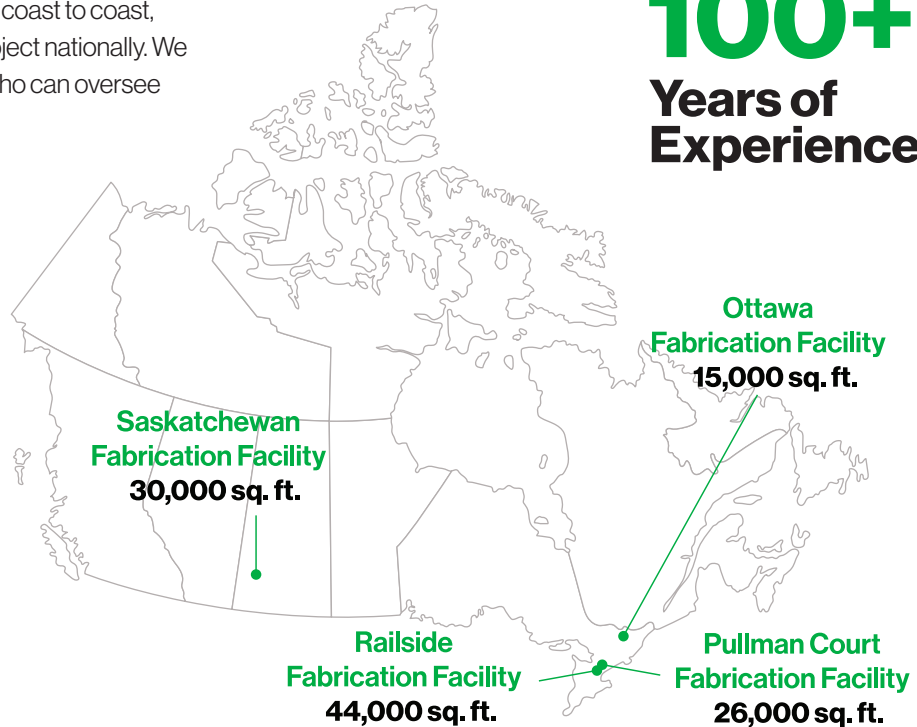 coast to coast,
ject nationally. We
ho can oversee
100+
Years of
Experience
Ottawa
Fabrication Facility
15,000 sq. ft.
Saskatchewan
Fabrication Facility
30,000 sq. ft.
Railside
Fabrication Facility
44,000 sq. ft.
Pullman Court
Fabrication Facility
26,000 sq. ft.